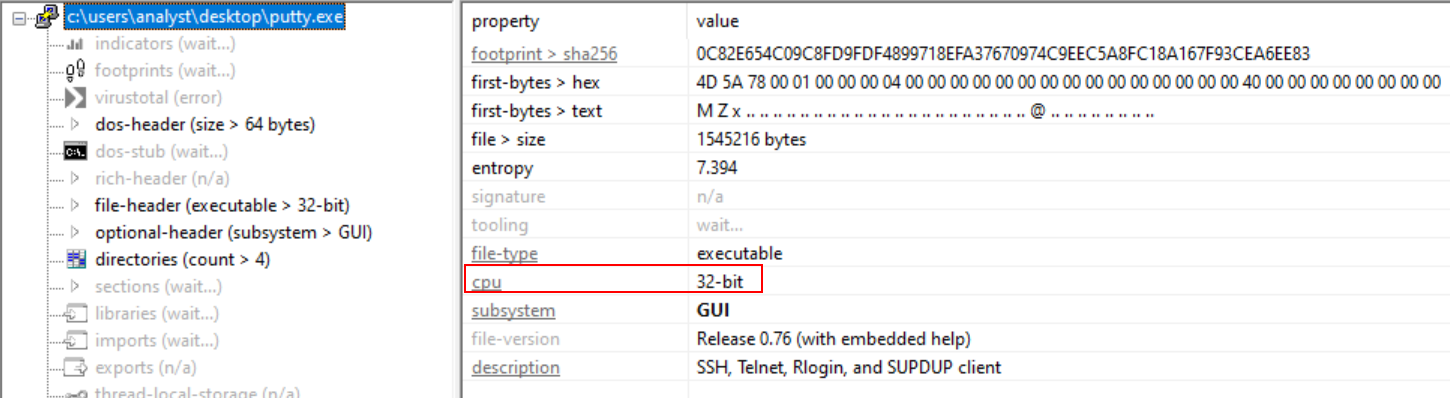 c:\users\analyst\desktop\putty.exe
indicators (wait...)
footprints (wait...)
virustotal (error)
dos-header (size > 64 bytes)
dos-stub (wait...)
rich-header (n/a)
file-header (executable > 32-bit)
optional-header (subsystem > GUI)
directories (count > 4)
sections (wait...)
libraries (wait...)
imports (wait...)
exports (n/a)
thread-local-storage (n/a)
property value
footprint > sha256 0C82E654C09C8FD9FDF4899718EFA37670974C9EEC5A8FC18A167F93CEA6EE83
first-bytes > hex 4D 5A 78 00 01 00 00 00 04 00 00 00 00 00 00 00 00 00 00 00 00 00 00 00 40 00 00 00 00 00 00 00
first-bytes > text M Z x .. .. .. .. .. .. .. .. .. .. .. .. .. .. .. .. .. .. .. .. .. @ .. .. .. .. .. .. ..
file > size 1545216 bytes
entropy 7.394
signature n/a
tooling wait...
file-type executable
cpu 32-bit
subsystem GUI
file-version Release 0.76 (with embedded help)
description SSH, Telnet, Rlogin, and SUPDUP client